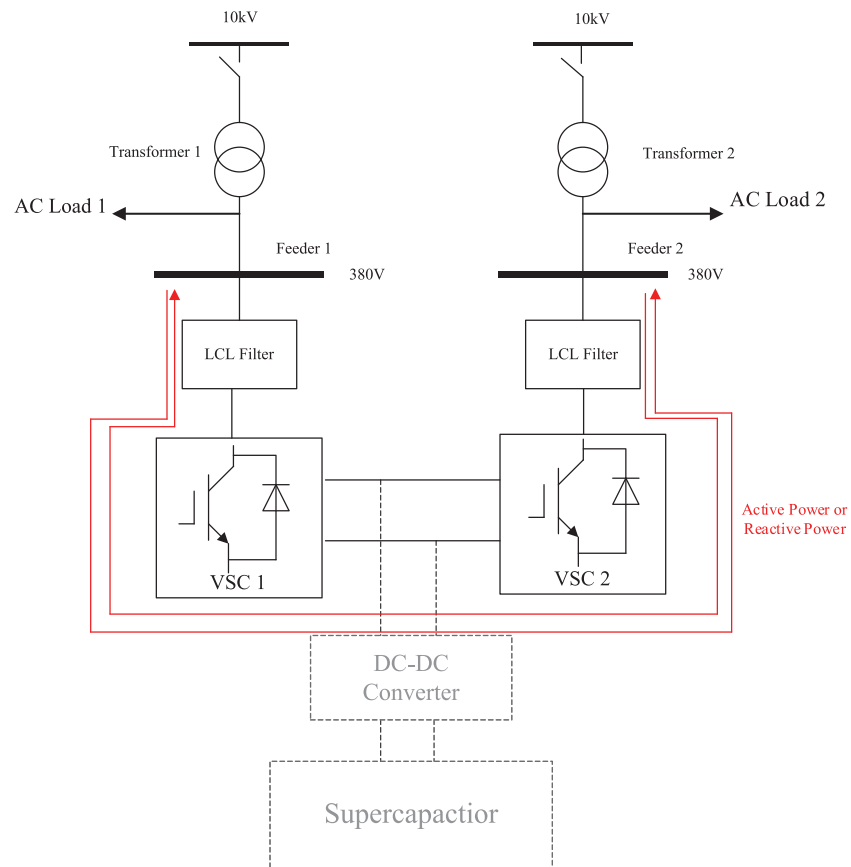 10kV
10kV
Transformer 1
Transformer 2
AC Load 1
AC Load 2
Feeder 1
Feeder 2
380V
380V
LCL Filter
LCL Filter
Active Power or
Reactive Power
VSC 1
VSC 2
DC-DC
Converter
Supercapactior